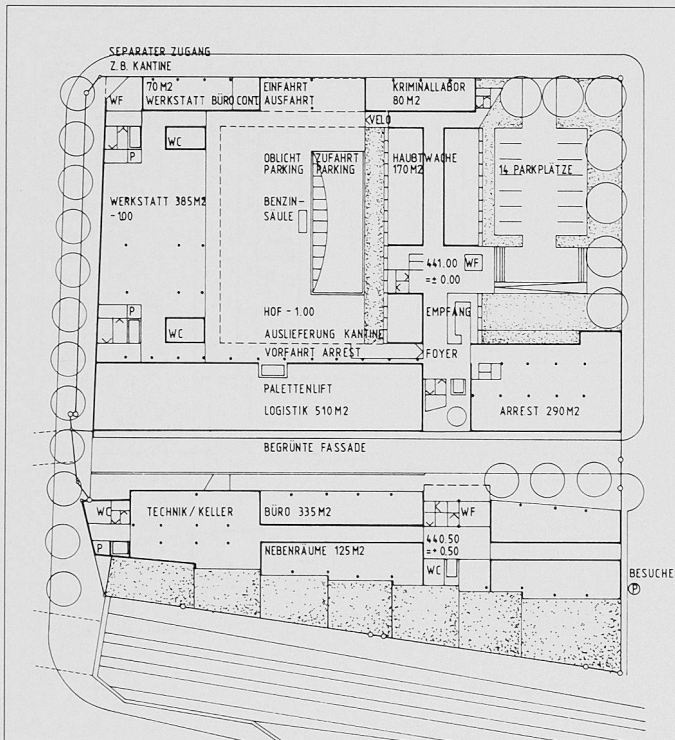 SEPARATER ZUGANG
Z.B. KANTINE
70 M2
WERKSTATT BÜRO CONT.
WF
EINFAHRT
AUSFAHRT
KRIMINALLABOR
80 M2
VELO
WC
P
OBLICHT
PARKING
ZUFAHRT
PARKING
HAUBTWACHE
170 M2
14 PARKPLÄTZE
WERKSTATT 385 M2
-1.00
BENZIN-
SÄULE
441.00
=± 0.00
WF
P
WC
HOF - 1.00
EMPFANG
AUSLIEFERUNG KANTINE
VORFAHRT ARREST
FOYER
PALETTENLIFT
LOGISTIK 510 M2
ARREST 290 M2
BEGRÜNTE FASSADE
WC
TECHNIK / KELLER
BÜRO 335 M2
WF
P
NEBENRÄUME 125 M2
440.50
=+ 0.50
WC
BESUCHE
P